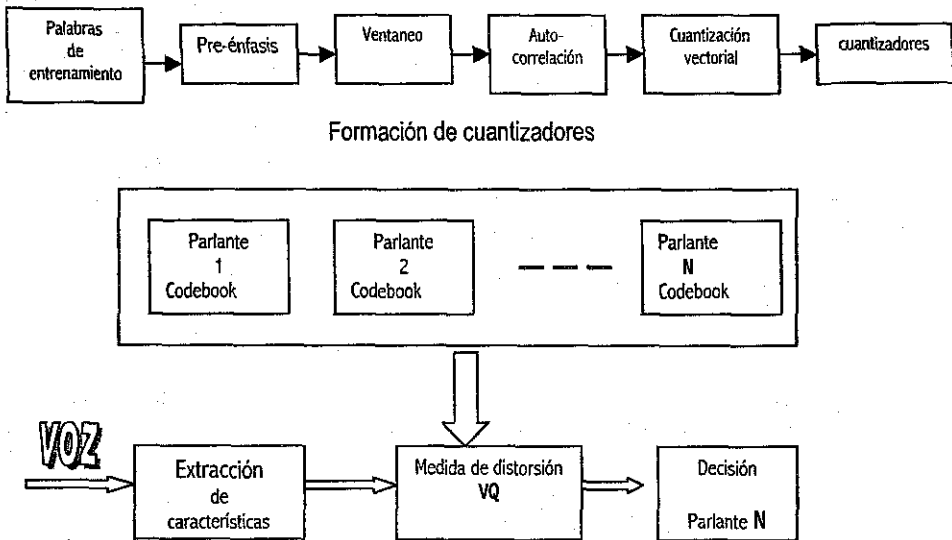 Palabras
de
entrenamiento
Pre-énfasis
Ventaneo
Auto-
correlación
Cuantización
vectorial
cuantizadores
Formación de cuantizadores
Parlante
1
Codebook
Parlante
2
Codebook
Parlante
N
Codebook
VOZ
Extracción
de
características
Medida de distorsión
VQ
Decisión
Parlante N